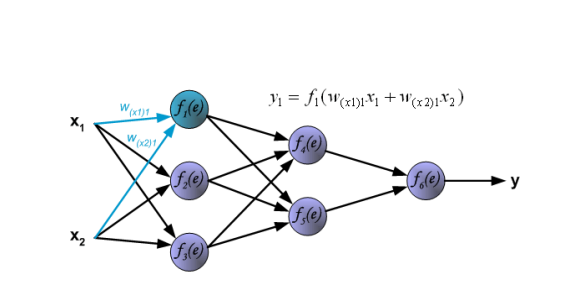 y₁ = f₁(w₍ₓ₁₎₁x₁ + w₍ₓ₂₎₁x₂)
w₍ₓ₁₎₁
f₁(e)
x₁
w₍ₓ₂₎₁
f₄(e)
f₂(e)
f₆(e)
y
f₅(e)
x₂
f₃(e)